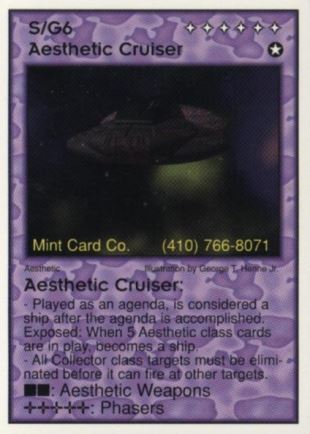 S/G6
Aesthetic Cruiser
Mint Card Co. (410) 766-8071
Aesthetic Illustration by George T. Henne Jr.
Aesthetic Cruiser:
- Played as an agenda, is considered a
ship after the agenda is accomplished.
Exposed: When 5 Aesthetic class cards
are in play, becomes a ship.
- All Collector class targets must be elimi-
nated before it can fire at other targets.
■■: Aesthetic Weapons
✢✢✢✢✢: Phasers